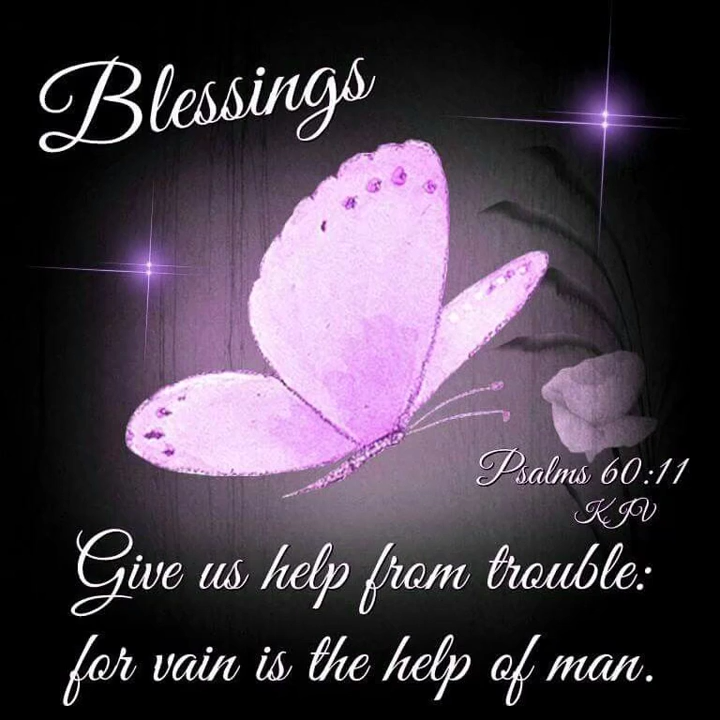 Blessings
Psalms 60:11
KJV
Give us help from trouble:
for vain is the help of man.